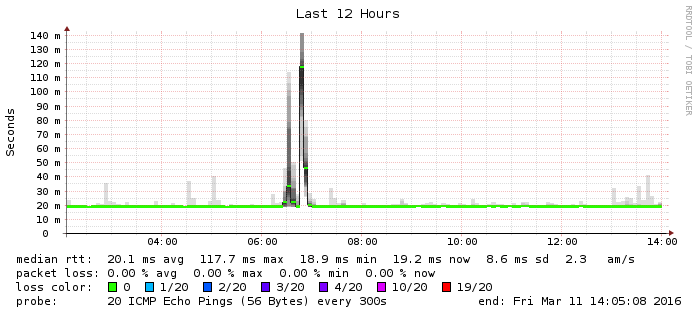 Last 12 Hours
RRDTOOL / TOBI OETIKER
Seconds
140 m
130 m
120 m
110 m
100 m
90 m
80 m
70 m
60 m
50 m
40 m
30 m
20 m
10 m
0
04:00 06:00 08:00 10:00 12:00 14:00
median rtt: 20.1 ms avg 117.7 ms max 18.9 ms min 19.2 ms now 8.6 ms sd 2.3 am/s
packet loss: 0.00 % avg 0.00 % max 0.00 % min 0.00 % now
loss color: 0 1/20 2/20 3/20 4/20 10/20 19/20
probe: 20 ICMP Echo Pings (56 Bytes) every 300s end: Fri Mar 11 14:05:08 2016